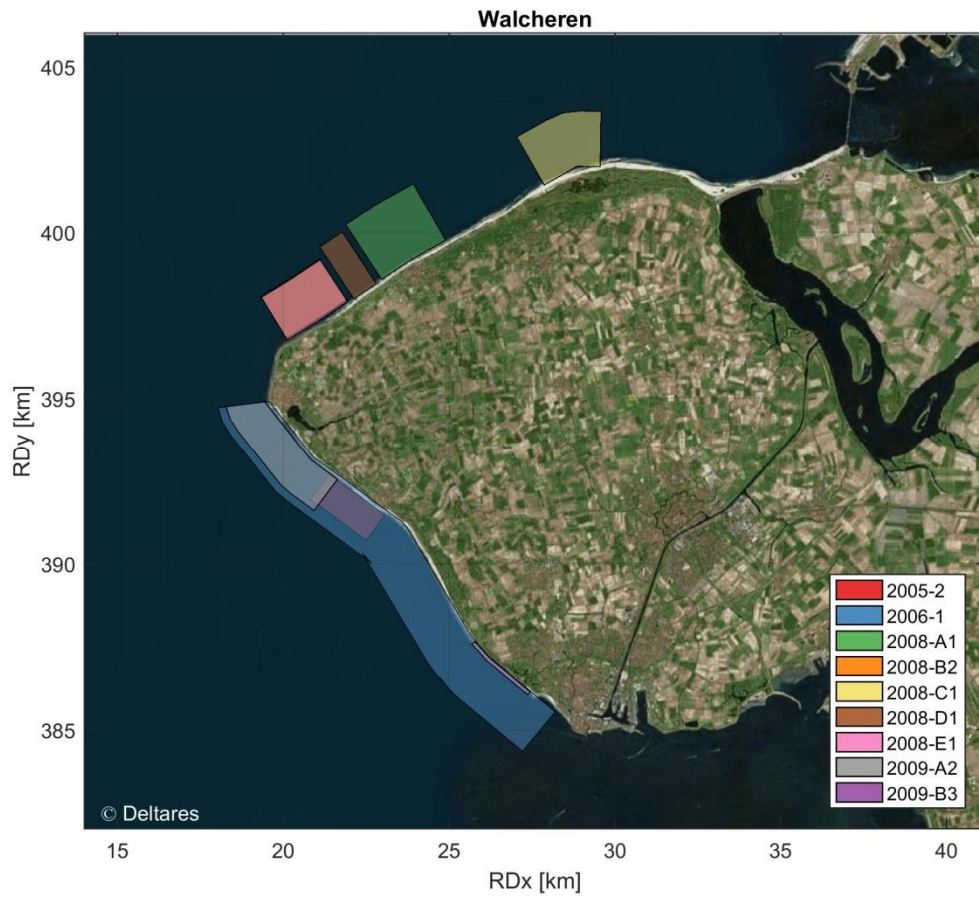 Walcheren
405
400
395
390
385
RDy [km]
15 20 25 30 35 40
RDx [km]
© Deltares
2005-2
2006-1
2008-A1
2008-B2
2008-C1
2008-D1
2008-E1
2009-A2
2009-B3